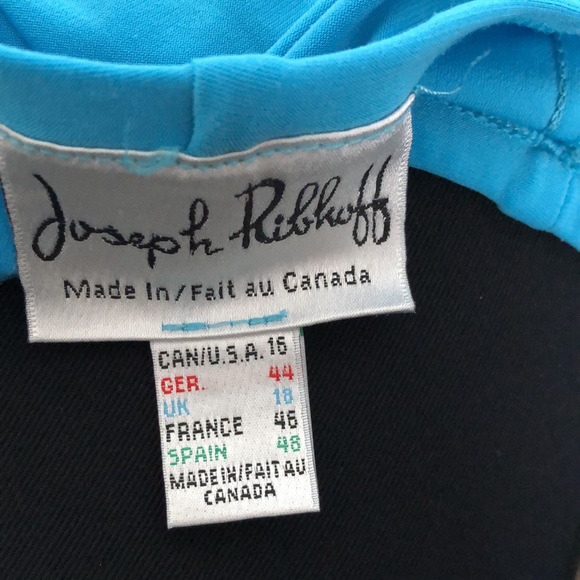 Joseph Ribkoff
Made In/Fait au Canada
CAN/U.S.A. 16
GER. 44
UK 18
FRANCE 46
SPAIN 48
MADE IN/FAIT AU
CANADA